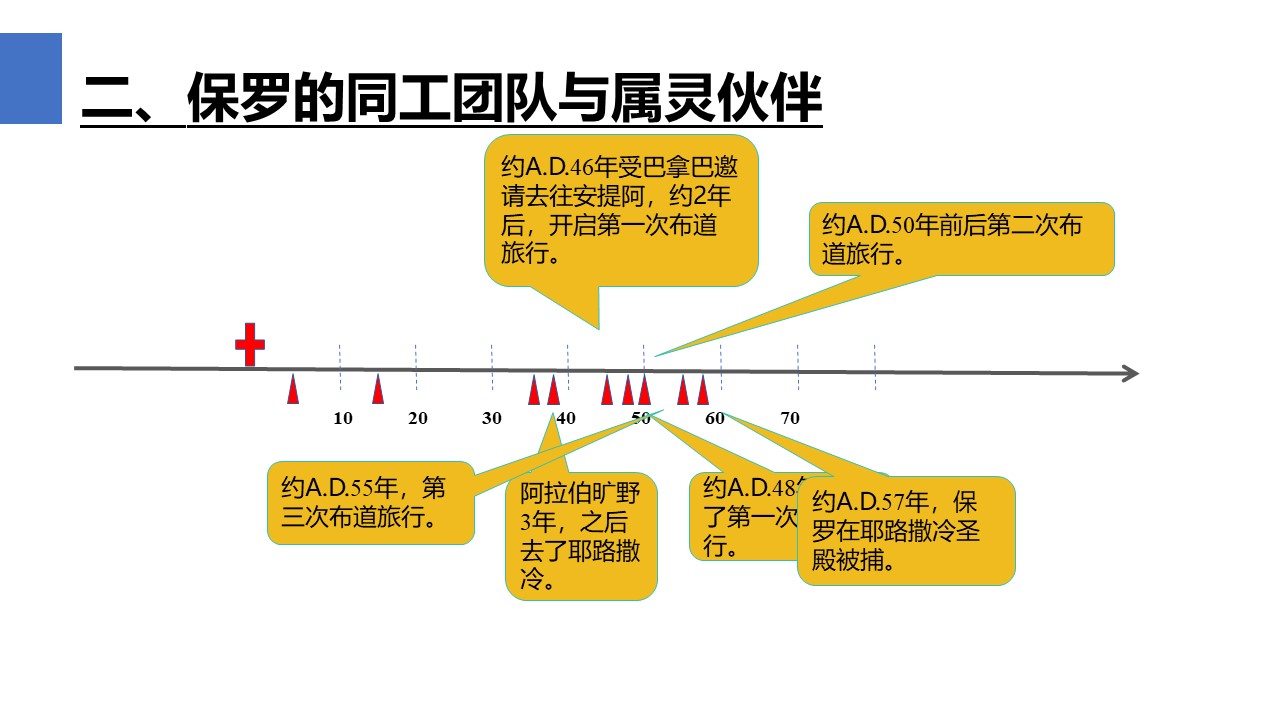 二、保罗的同工团队与属灵伙伴
约A.D.46年受巴拿巴邀
请去往安提阿，约2年
后，开启第一次布道
旅行。
约A.D.50年前后第二次布
道旅行。
10 20 30 40 50 60 70
约A.D.55年，第
三次布道旅行。
阿拉伯旷野
3年，之后
去了耶路撒
冷。
约A.D.48年
了第一次
行。
约A.D.57年，保
罗在耶路撒冷圣
殿被捕。